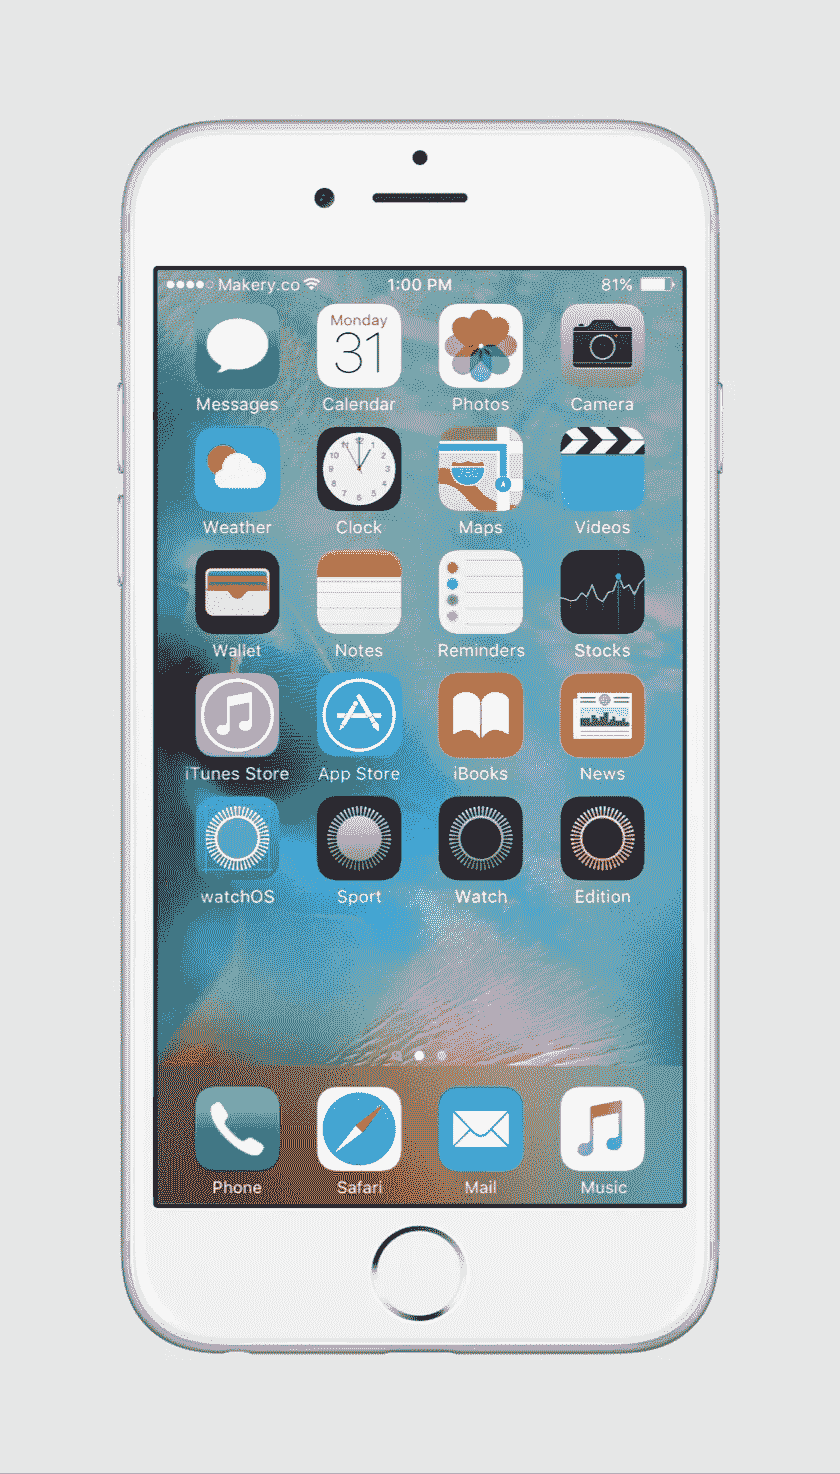 Makery.co 1:00 PM 81%
Monday
31
Messages Calendar Photos Camera
Weather Clock Maps Videos
Wallet Notes Reminders Stocks
iTunes Store App Store iBooks News
watchOS Sport Watch Edition
Phone Safari Mail Music